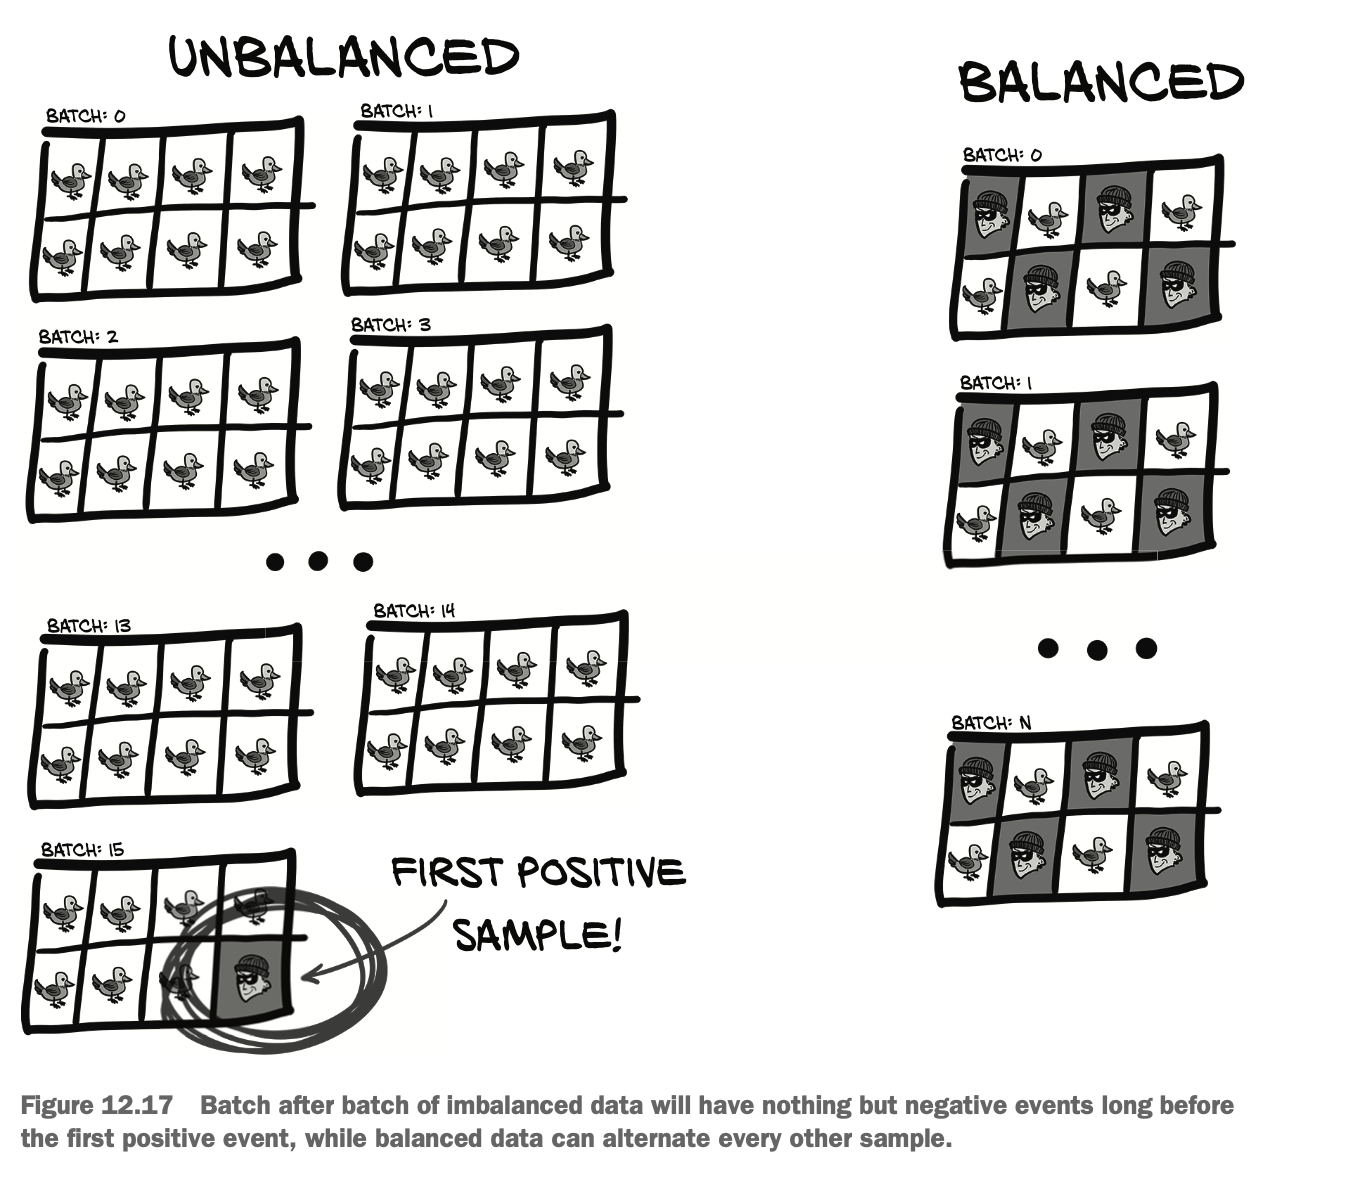 UNBALANCED
BATCH: 0
BATCH: 1
BATCH: 2
BATCH: 3
BATCH: 13
BATCH: 14
BATCH: 15
FIRST POSITIVE
SAMPLE!
BALANCED
BATCH: 0
BATCH: 1
BATCH: N
Figure 12.17 Batch after batch of imbalanced data will have nothing but negative events long before
the first positive event, while balanced data can alternate every other sample.